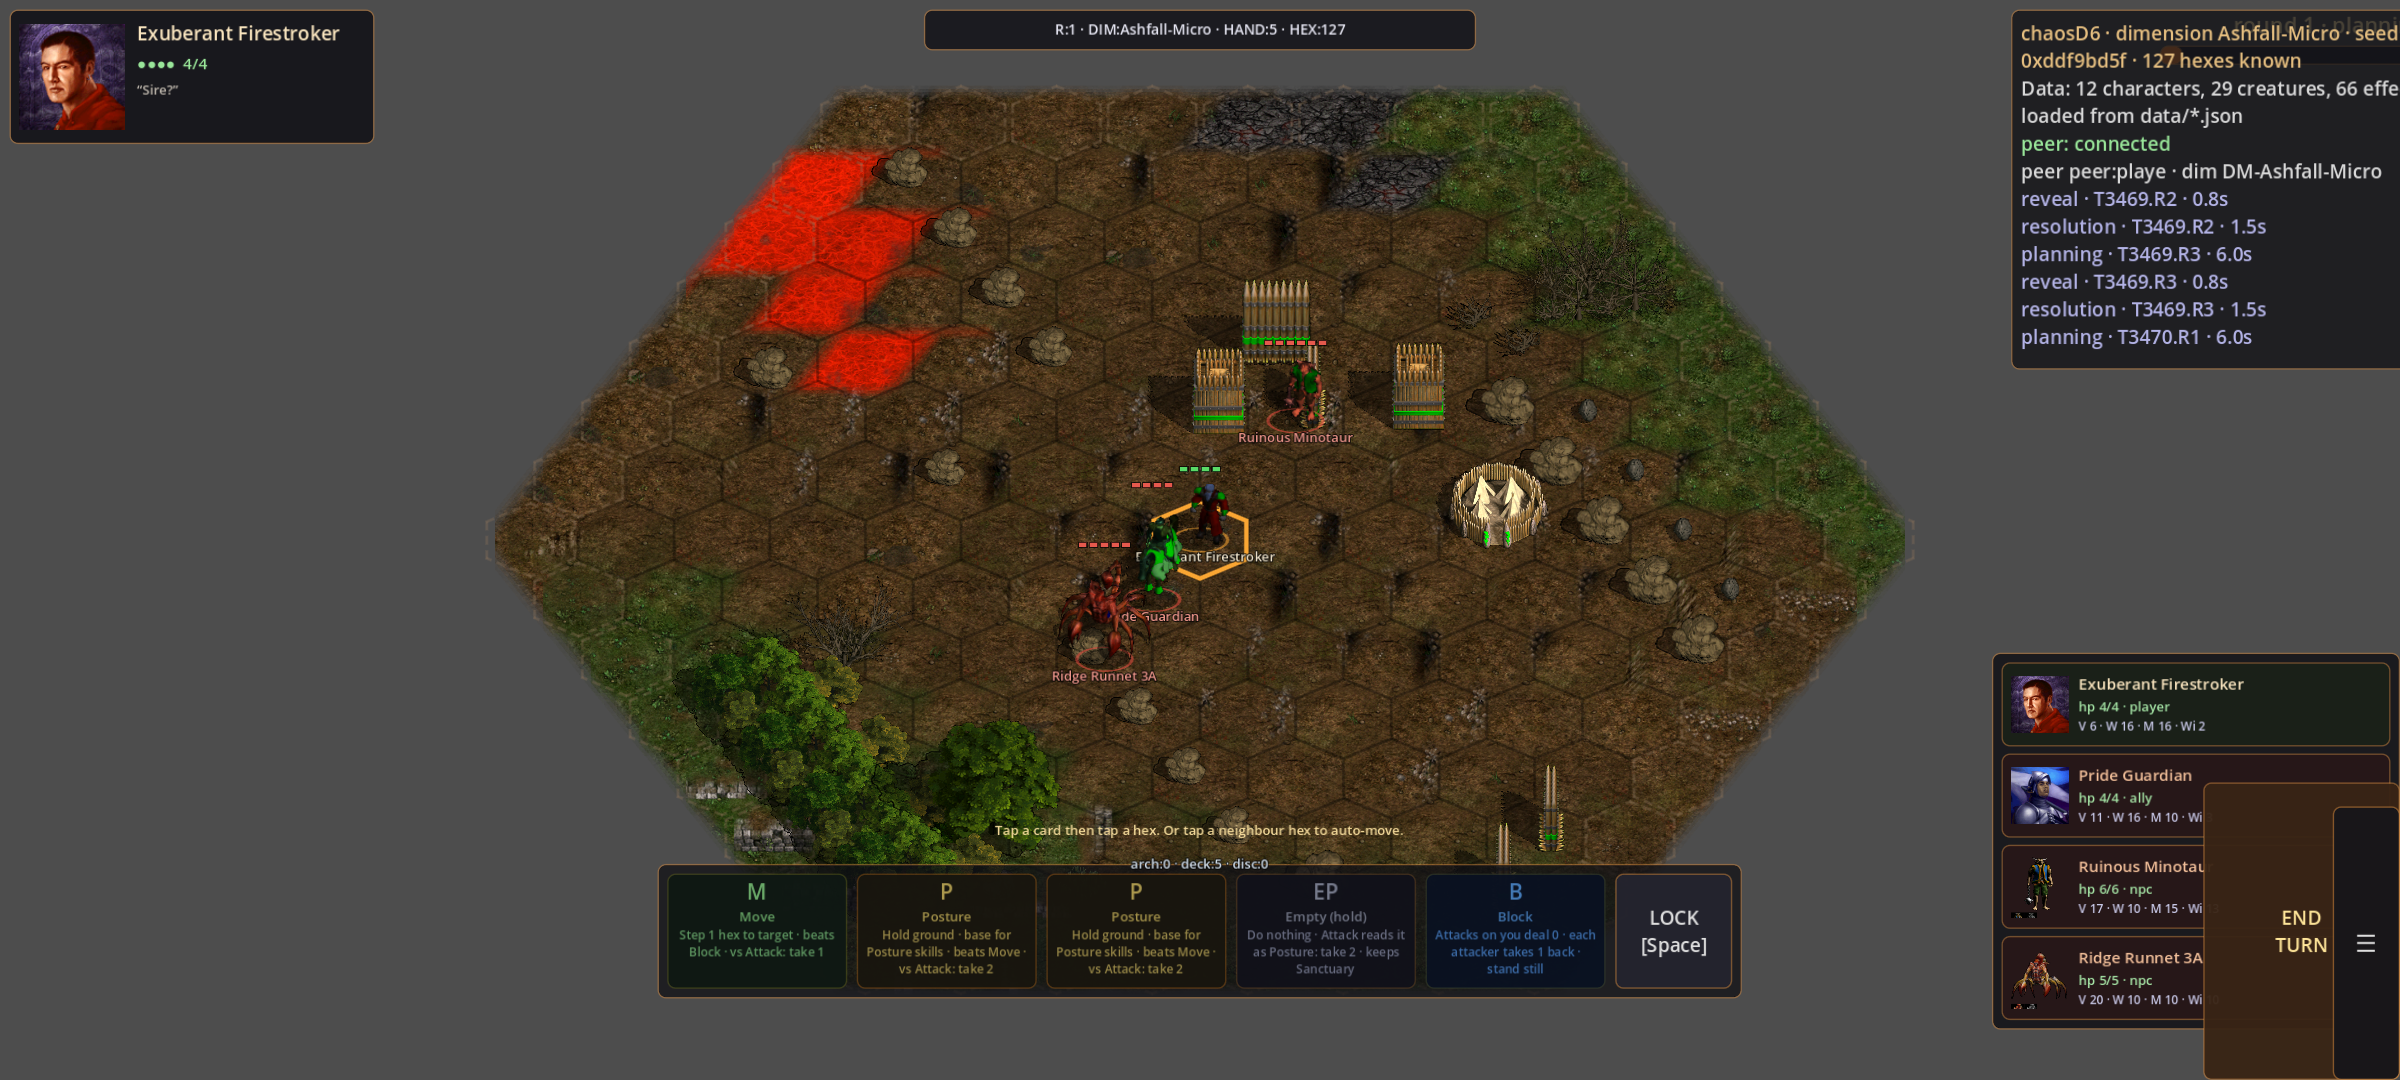 Exuberant Firestroker
4/4
“Sire?”
R:1 · DIM:Ashfall-Micro · HAND:5 · HEX:127
round 1 · planni
chaosD6 · dimension Ashfall-Micro · seed
0xddf9bd5f · 127 hexes known
Data: 12 characters, 29 creatures, 66 effe
loaded from data/*.json
peer: connected
peer peer:playe · dim DM-Ashfall-Micro
reveal · T3469.R2 · 0.8s
resolution · T3469.R2 · 1.5s
planning · T3469.R3 · 6.0s
reveal · T3469.R3 · 0.8s
resolution · T3469.R3 · 1.5s
planning · T3470.R1 · 6.0s
Ruinous Minotaur
ant Firestroker
de Guardian
Ridge Runnet 3A
Exuberant Firestroker
hp 4/4 · player
V 6 · W 16 · M 16 · Wi 2
Pride Guardian
hp 4/4 · ally
V 11 · W 16 · M 10 · Wi
Ruinous Minotaur
hp 6/6 · npc
V 17 · W 10 · M 15 · Wi
Ridge Runnet 3A
hp 5/5 · npc
V 20 · W 10 · M 10 · Wi
END
TURN
Tap a card then tap a hex. Or tap a neighbour hex to auto-move.
arch:0 · deck:5 · disc:0
M
Move
Step 1 hex to target · beats
Block · vs Attack: take 1
P
Posture
Hold ground · base for
Posture skills · beats Move ·
vs Attack: take 2
P
Posture
Hold ground · base for
Posture skills · beats Move ·
vs Attack: take 2
EP
Empty (hold)
Do nothing · Attack reads it
as Posture: take 2 · keeps
Sanctuary
B
Block
Attacks on you deal 0 · each
attacker takes 1 back ·
stand still
LOCK
[Space]